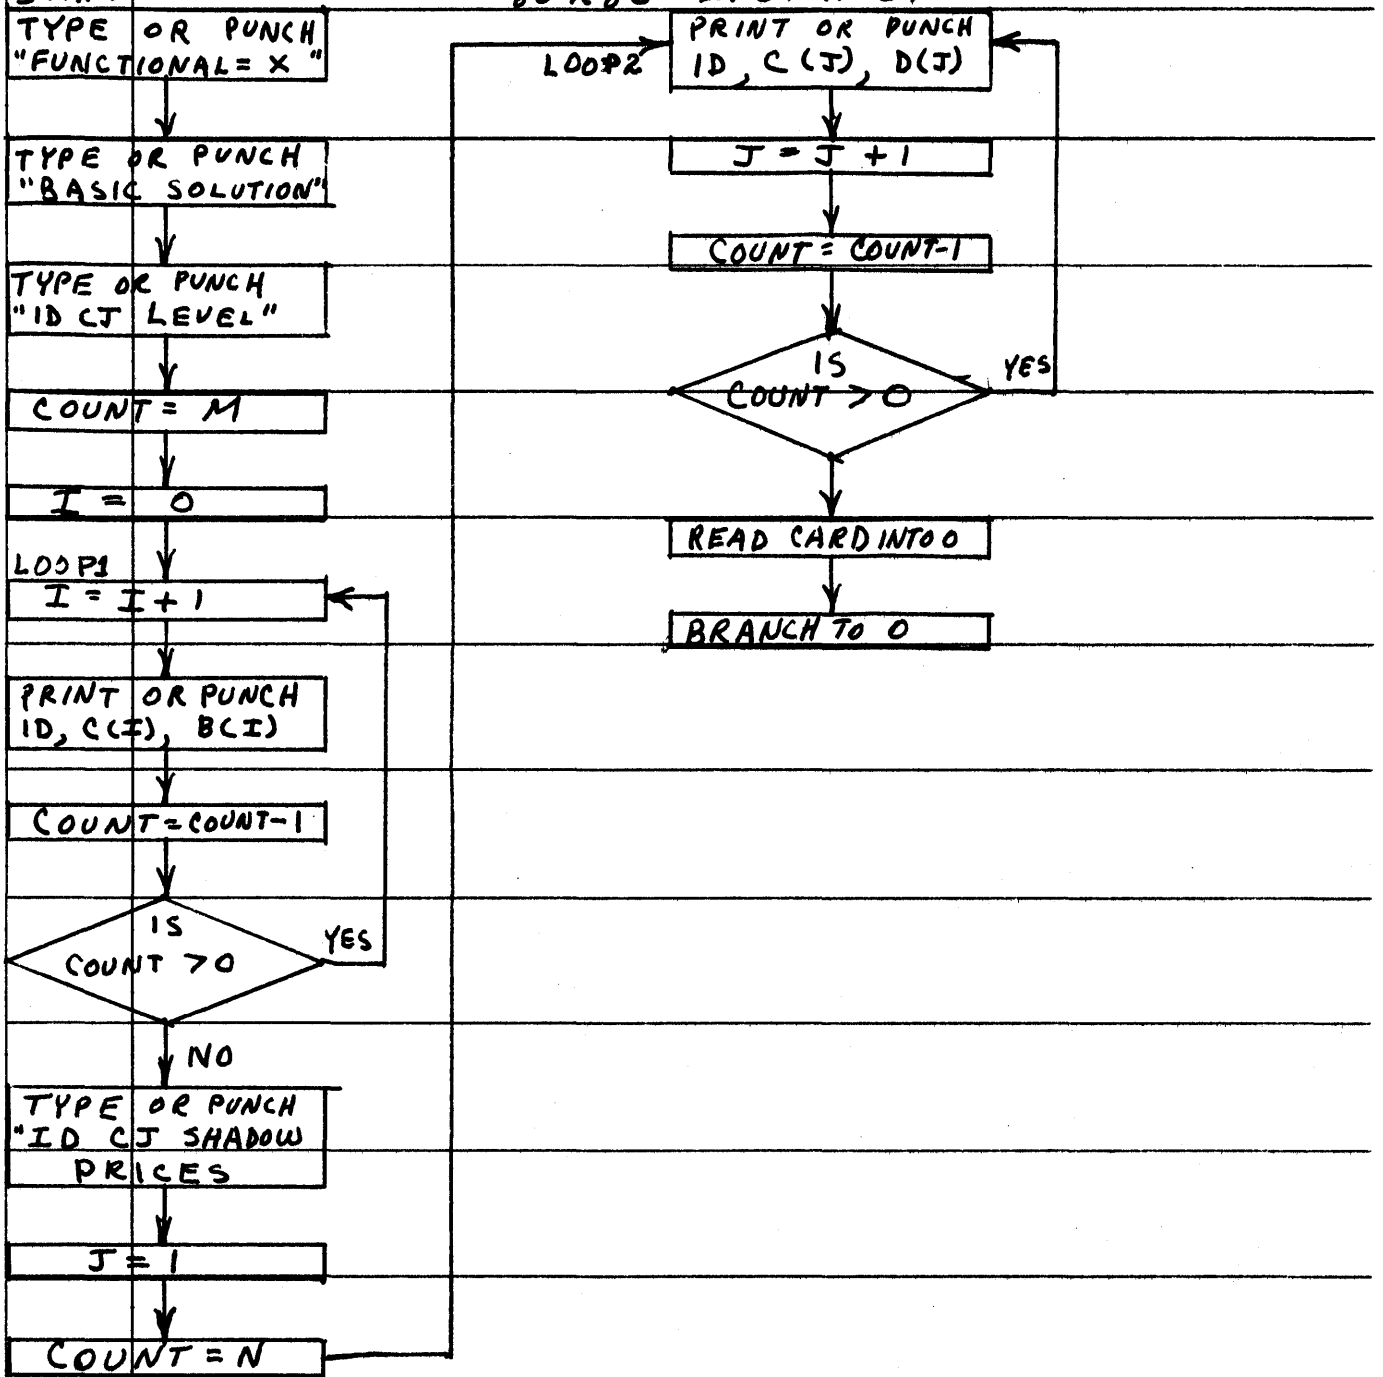 TYPE OR PUNCH
"FUNCTIONAL= X "
TYPE OR PUNCH
"BASIC SOLUTION"
TYPE OR PUNCH
"ID CJ LEVEL"
COUNT = M
I = 0
LOOP1
I = I + 1
PRINT OR PUNCH
ID, C(I), B(I)
COUNT = COUNT-1
IS
COUNT > 0
YES
NO
TYPE OR PUNCH
"ID CJ SHADOW
PRICES
J = 1
COUNT = N
LOOP2
PRINT OR PUNCH
ID, C(J), D(J)
J = J + 1
COUNT = COUNT-1
IS
COUNT > 0
YES
READ CARD INTO 0
BRANCH TO 0